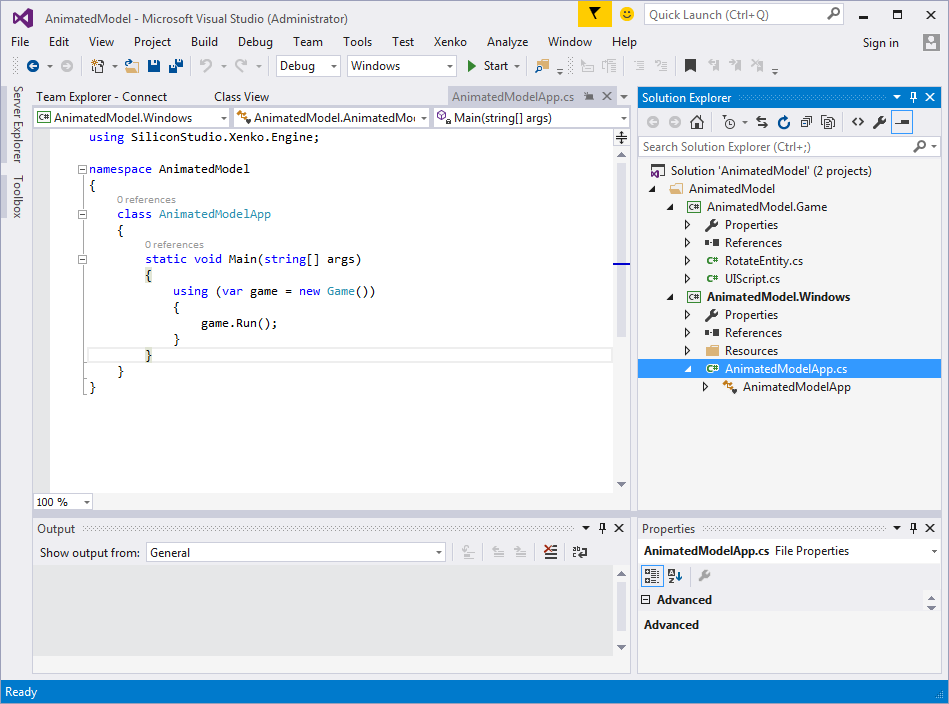 AnimatedModel - Microsoft Visual Studio (Administrator)
Quick Launch (Ctrl+Q)
File Edit View Project Build Debug Team Tools Test Xenko Analyze Window Help
Sign in
Debug Windows Start
Server Explorer
Toolbox
Team Explorer - Connect Class View AnimatedModelApp.cs
C# AnimatedModel.Windows AnimatedModel.AnimatedMo Main(string[] args)
using SiliconStudio.Xenko.Engine;
namespace AnimatedModel
{
0 references
class AnimatedModelApp
{
0 references
static void Main(string[] args)
{
using (var game = new Game())
{
game.Run();
}
}
}
}
100 %
Output
Show output from: General
Solution Explorer
Search Solution Explorer (Ctrl+;)
Solution 'AnimatedModel' (2 projects)
AnimatedModel
C# AnimatedModel.Game
Properties
References
C# RotateEntity.cs
C# UIScript.cs
C# AnimatedModel.Windows
Properties
References
Resources
C# AnimatedModelApp.cs
AnimatedModelApp
Properties
AnimatedModelApp.cs File Properties
Advanced
Advanced
Ready